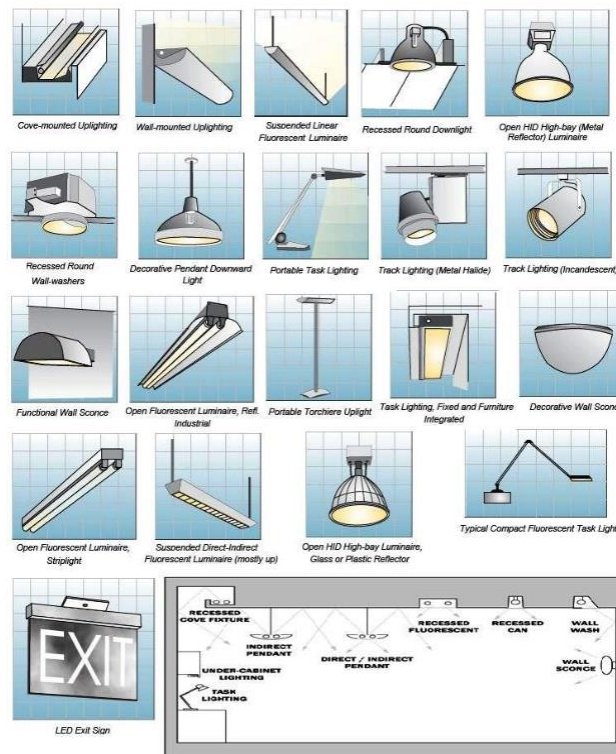 Cove-mounted Uplighting
Wall-mounted Uplighting
Suspended Linear
Fluorescent Luminaire
Recessed Round Downlight
Open HID High-bay (Metal
Reflector) Luminaire
Recessed Round
Wall-washers
Decorative Pendant Downward
Light
Portable Task Lighting
Track Lighting (Metal Halide)
Track Lighting (Incandescent)
Functional Wall Sconce
Open Fluorescent Luminaire, Refl.
Industrial
Portable Torchiere Uplight
Task Lighting, Fixed and Furniture
Integrated
Decorative Wall Sconc
Open Fluorescent Luminaire,
Striplight
Suspended Direct-Indirect
Fluorescent Luminaire (mostly up)
Open HID High-bay Luminaire,
Glass or Plastic Reflector
Typical Compact Fluorescent Task Light
EXIT
LED Exit Sign
RECESSED
COVE FIXTURE
INDIRECT
PENDANT
UNDER-CABINET
LIGHTING
TASK
LIGHTING
DIRECT / INDIRECT
PENDANT
RECESSED
FLUORESCENT
RECESSED
CAN
WALL
WASH
WALL
SCONCE